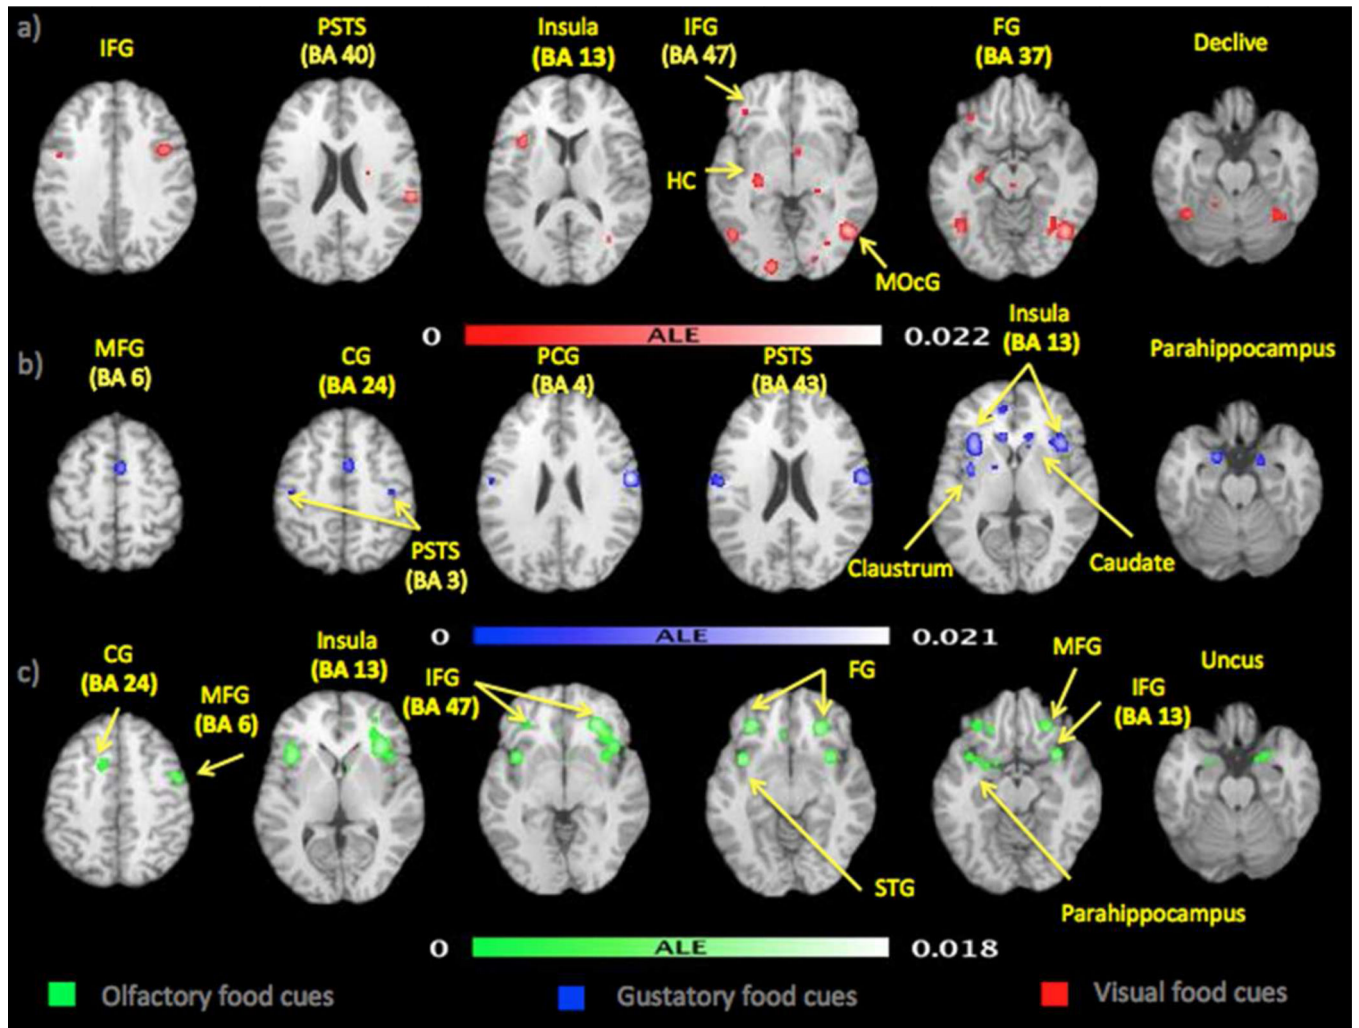 a)
IFG
PSTS
(BA 40)
Insula
(BA 13)
IFG
(BA 47)
FG
(BA 37)
Declive
HC
MOcG
0 ALE 0.022
b)
MFG
(BA 6)
CG
(BA 24)
PCG
(BA 4)
PSTS
(BA 43)
Insula
(BA 13)
Parahippocampus
PSTS
(BA 3)
Claustrum
Caudate
0 ALE 0.021
c)
CG
(BA 24)
MFG
(BA 6)
Insula
(BA 13)
IFG
(BA 47)
FG
MFG
IFG
(BA 13)
Uncus
STG
Parahippocampus
0 ALE 0.018
Olfactory food cues
Gustatory food cues
Visual food cues